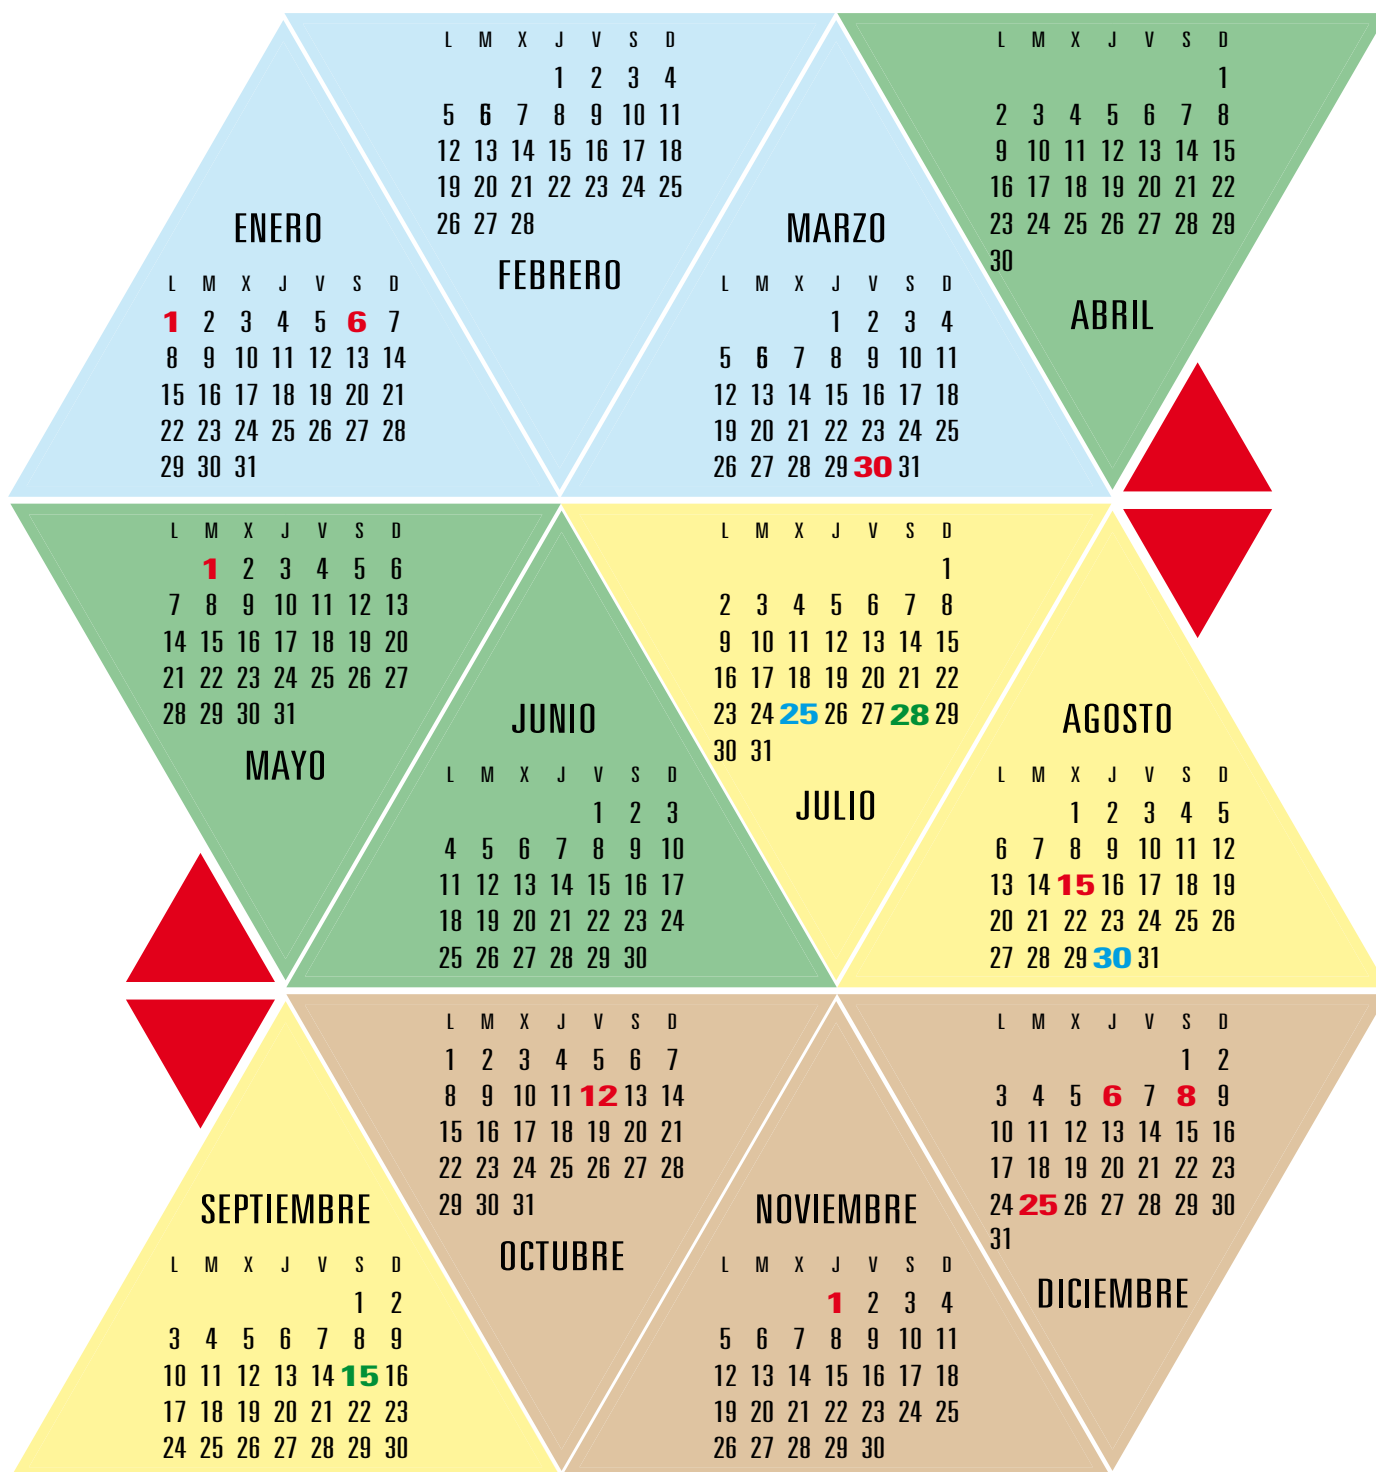 L M X J V S D
1 2 3 4
5 6 7 8 9 10 11
12 13 14 15 16 17 18
19 20 21 22 23 24 25
26 27 28
FEBRERO
L M X J V S D
1
2 3 4 5 6 7 8
9 10 11 12 13 14 15
16 17 18 19 20 21 22
23 24 25 26 27 28 29
30
ABRIL
ENERO
L M X J V S D
1 2 3 4 5 6 7
8 9 10 11 12 13 14
15 16 17 18 19 20 21
22 23 24 25 26 27 28
29 30 31
MARZO
L M X J V S D
1 2 3 4
5 6 7 8 9 10 11
12 13 14 15 16 17 18
19 20 21 22 23 24 25
26 27 28 29 30 31
L M X J V S D
1 2 3 4 5 6
7 8 9 10 11 12 13
14 15 16 17 18 19 20
21 22 23 24 25 26 27
28 29 30 31
MAYO
JUNIO
L M X J V S D
1 2 3
4 5 6 7 8 9 10
11 12 13 14 15 16 17
18 19 20 21 22 23 24
25 26 27 28 29 30
L M X J V S D
1
2 3 4 5 6 7 8
9 10 11 12 13 14 15
16 17 18 19 20 21 22
23 24 25 26 27 28 29
30 31
JULIO
AGOSTO
L M X J V S D
1 2 3 4 5
6 7 8 9 10 11 12
13 14 15 16 17 18 19
20 21 22 23 24 25 26
27 28 29 30 31
SEPTIEMBRE
L M X J V S D
1 2
3 4 5 6 7 8 9
10 11 12 13 14 15 16
17 18 19 20 21 22 23
24 25 26 27 28 29 30
L M X J V S D
1 2 3 4 5 6 7
8 9 10 11 12 13 14
15 16 17 18 19 20 21
22 23 24 25 26 27 28
29 30 31
OCTUBRE
NOVIEMBRE
L M X J V S D
1 2 3 4
5 6 7 8 9 10 11
12 13 14 15 16 17 18
19 20 21 22 23 24 25
26 27 28 29 30
L M X J V S D
1 2
3 4 5 6 7 8 9
10 11 12 13 14 15 16
17 18 19 20 21 22 23
24 25 26 27 28 29 30
31
DICIEMBRE